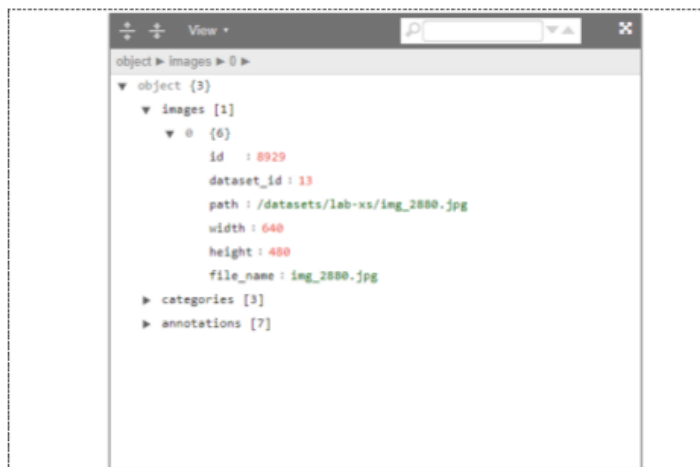 View
object ► images ► 0 ►
object {3}
images [1]
0 {6}
id : 8929
dataset_id : 13
path : /datasets/lab-xs/img_2880.jpg
width : 640
height : 480
file_name : img_2880.jpg
categories [3]
annotations [7]